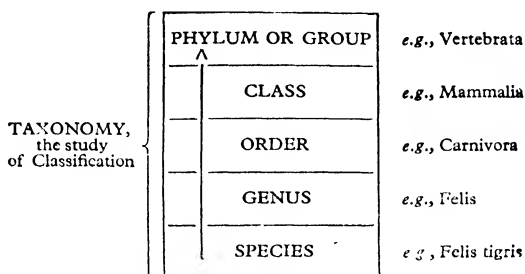 PHYLUM OR GROUP e.g., Vertebrata
CLASS e.g., Mammalia
TAXONOMY,
the study
of Classification
ORDER e.g., Carnivora
GENUS e.g., Felis
SPECIES e g, Felis tigris